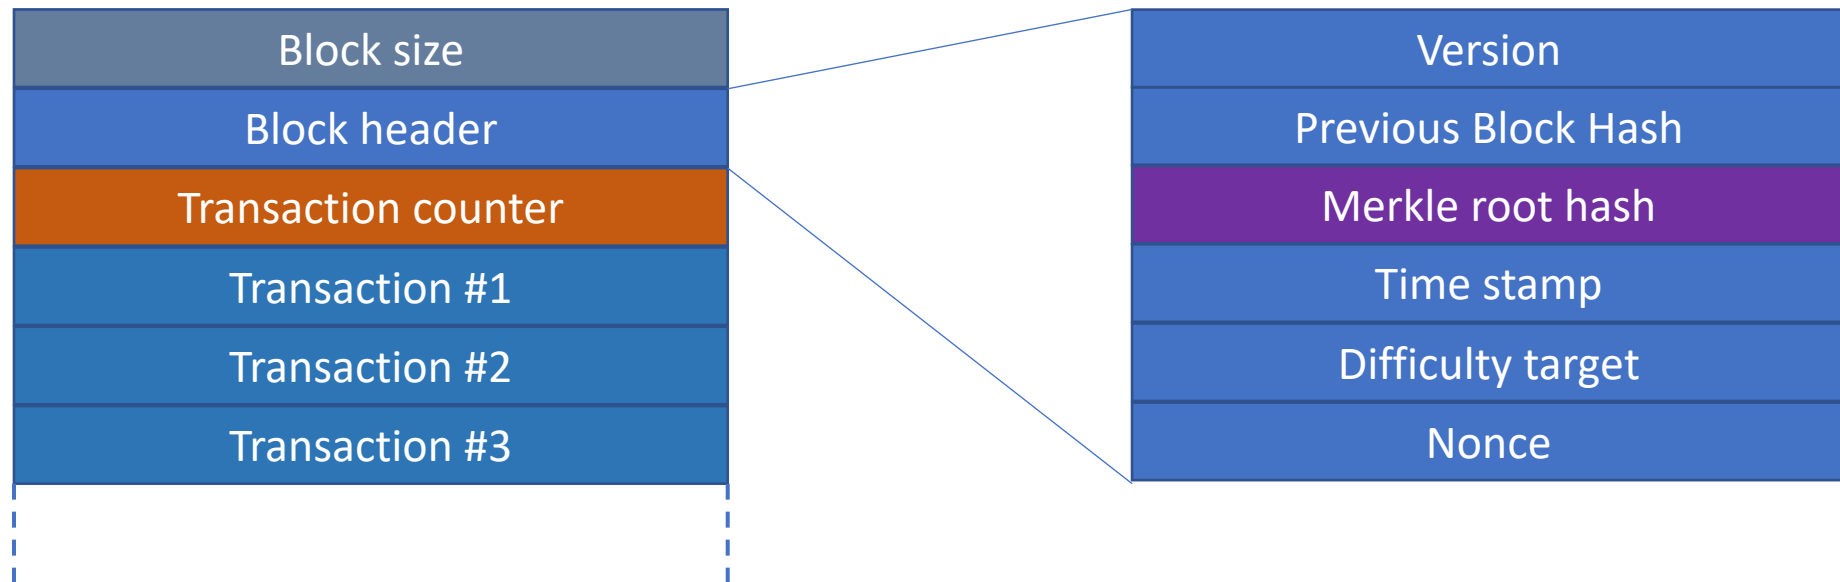 Block size
Block header
Transaction counter
Transaction #1
Transaction #2
Transaction #3
Version
Previous Block Hash
Merkle root hash
Time stamp
Difficulty target
Nonce